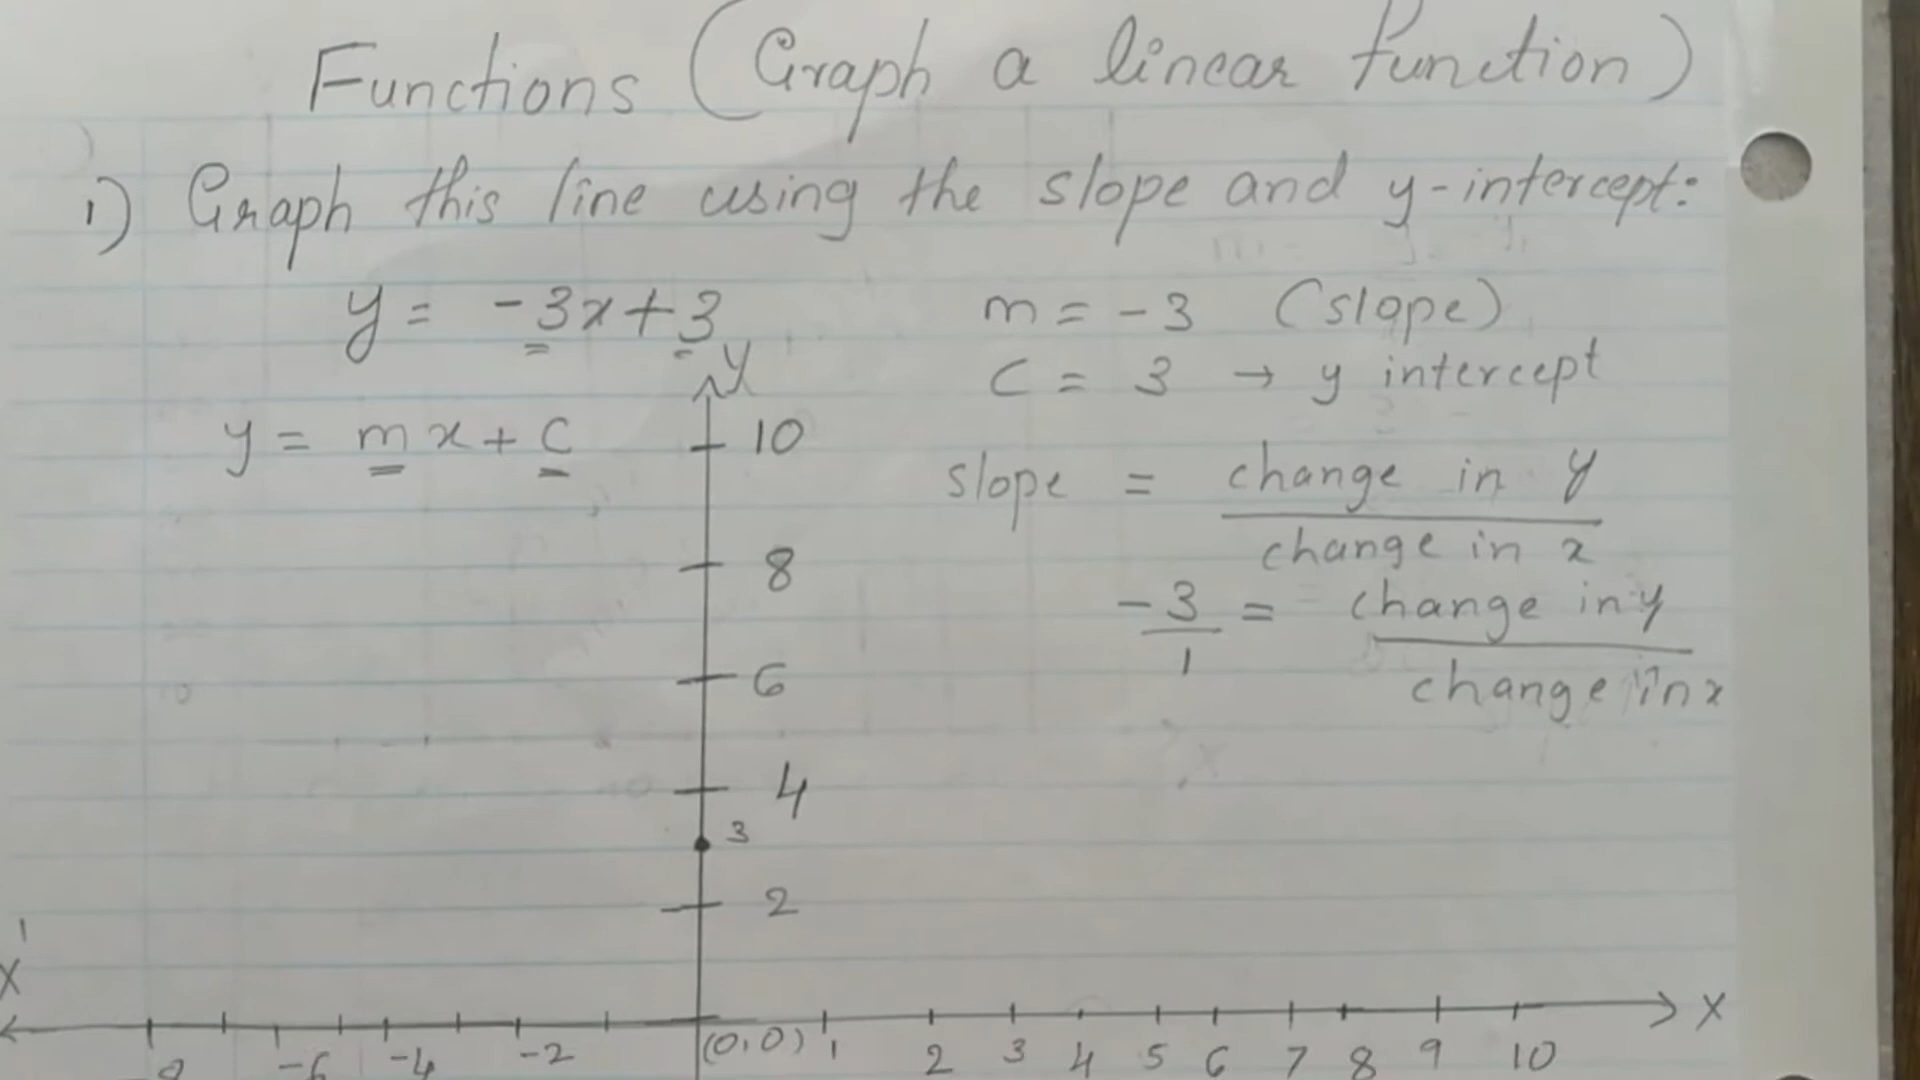 Functions (Graph a linear function)
1) Graph this line using the slope and y-intercept:
y = -3x+3
m = -3 (slope)
C = 3 → y intercept
y = mx + C
slope = change in y
change in x
-3 = change in y
1 change in x
y
10
8
6
4
3
2
X'
-6 -4 -2 (0,0) 1 2 3 4 5 6 7 8 9 10
X